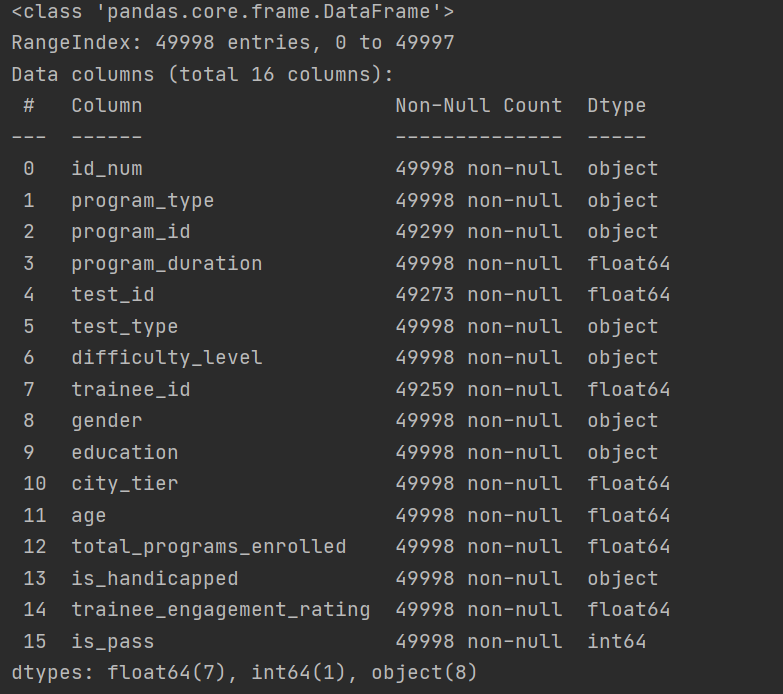 <class 'pandas.core.frame.DataFrame'>
RangeIndex: 49998 entries, 0 to 49997
Data columns (total 16 columns):
 #   Column                     Non-Null Count  Dtype
---  ------                     --------------  -----
 0   id_num                     49998 non-null  object
 1   program_type               49998 non-null  object
 2   program_id                 49299 non-null  object
 3   program_duration           49998 non-null  float64
 4   test_id                    49273 non-null  float64
 5   test_type                  49998 non-null  object
 6   difficulty_level           49998 non-null  object
 7   trainee_id                 49259 non-null  float64
 8   gender                     49998 non-null  object
 9   education                  49998 non-null  object
 10  city_tier                  49998 non-null  float64
 11  age                        49998 non-null  float64
 12  total_programs_enrolled    49998 non-null  float64
 13  is_handicapped             49998 non-null  object
 14  trainee_engagement_rating  49998 non-null  float64
 15  is_pass                    49998 non-null  int64
dtypes: float64(7), int64(1), object(8)